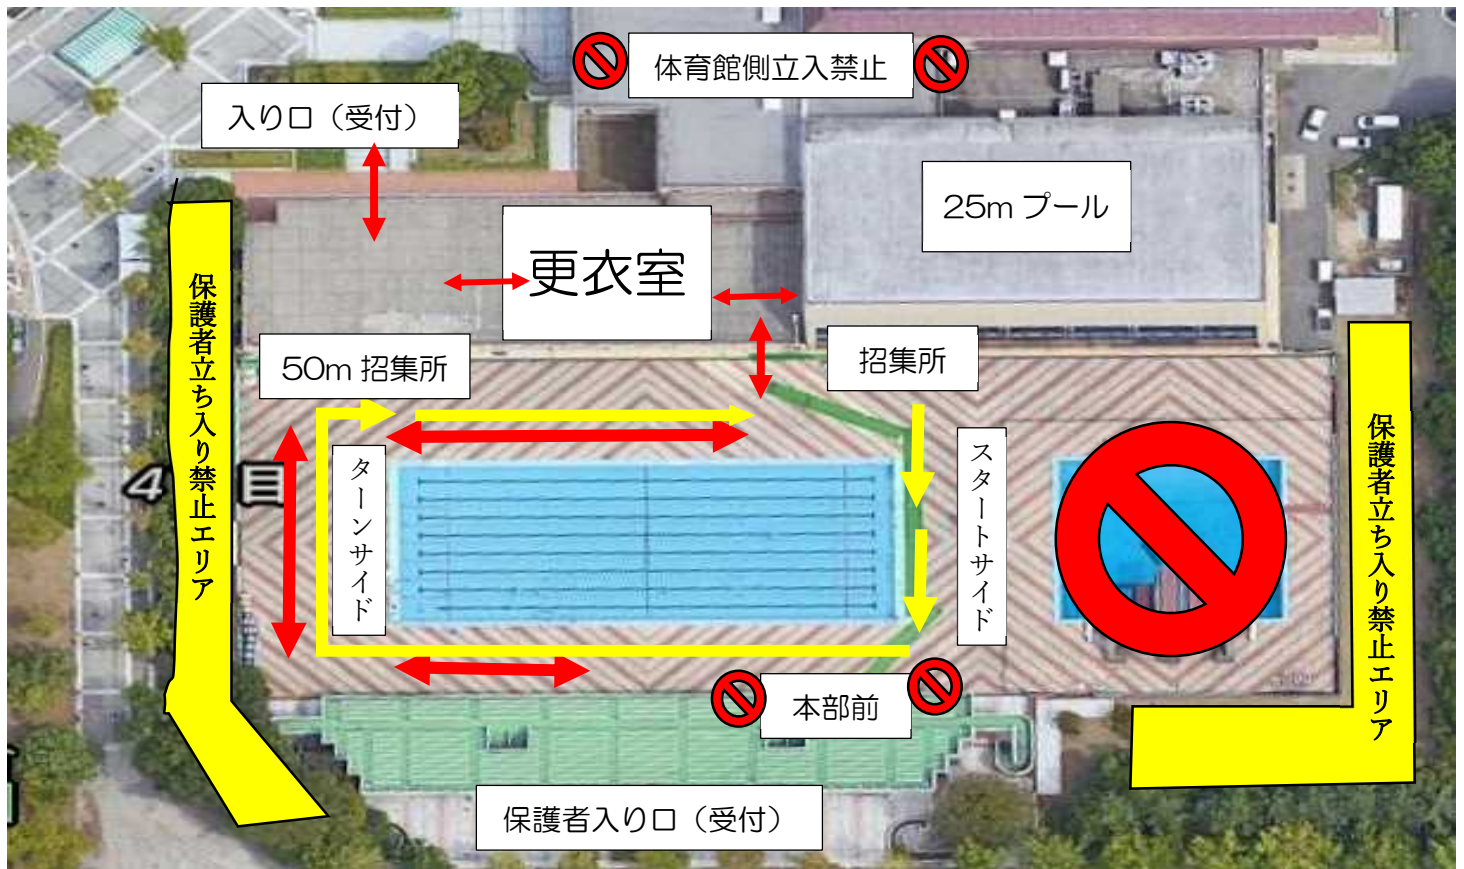 体育館側立入禁止
入り口（受付）
25m プール
更衣室
50m 招集所
招集所
保護者立ち入り禁止エリア
ターンサイド
スタートサイド
保護者立ち入り禁止エリア
4
目
本部前
保護者入り口（受付）